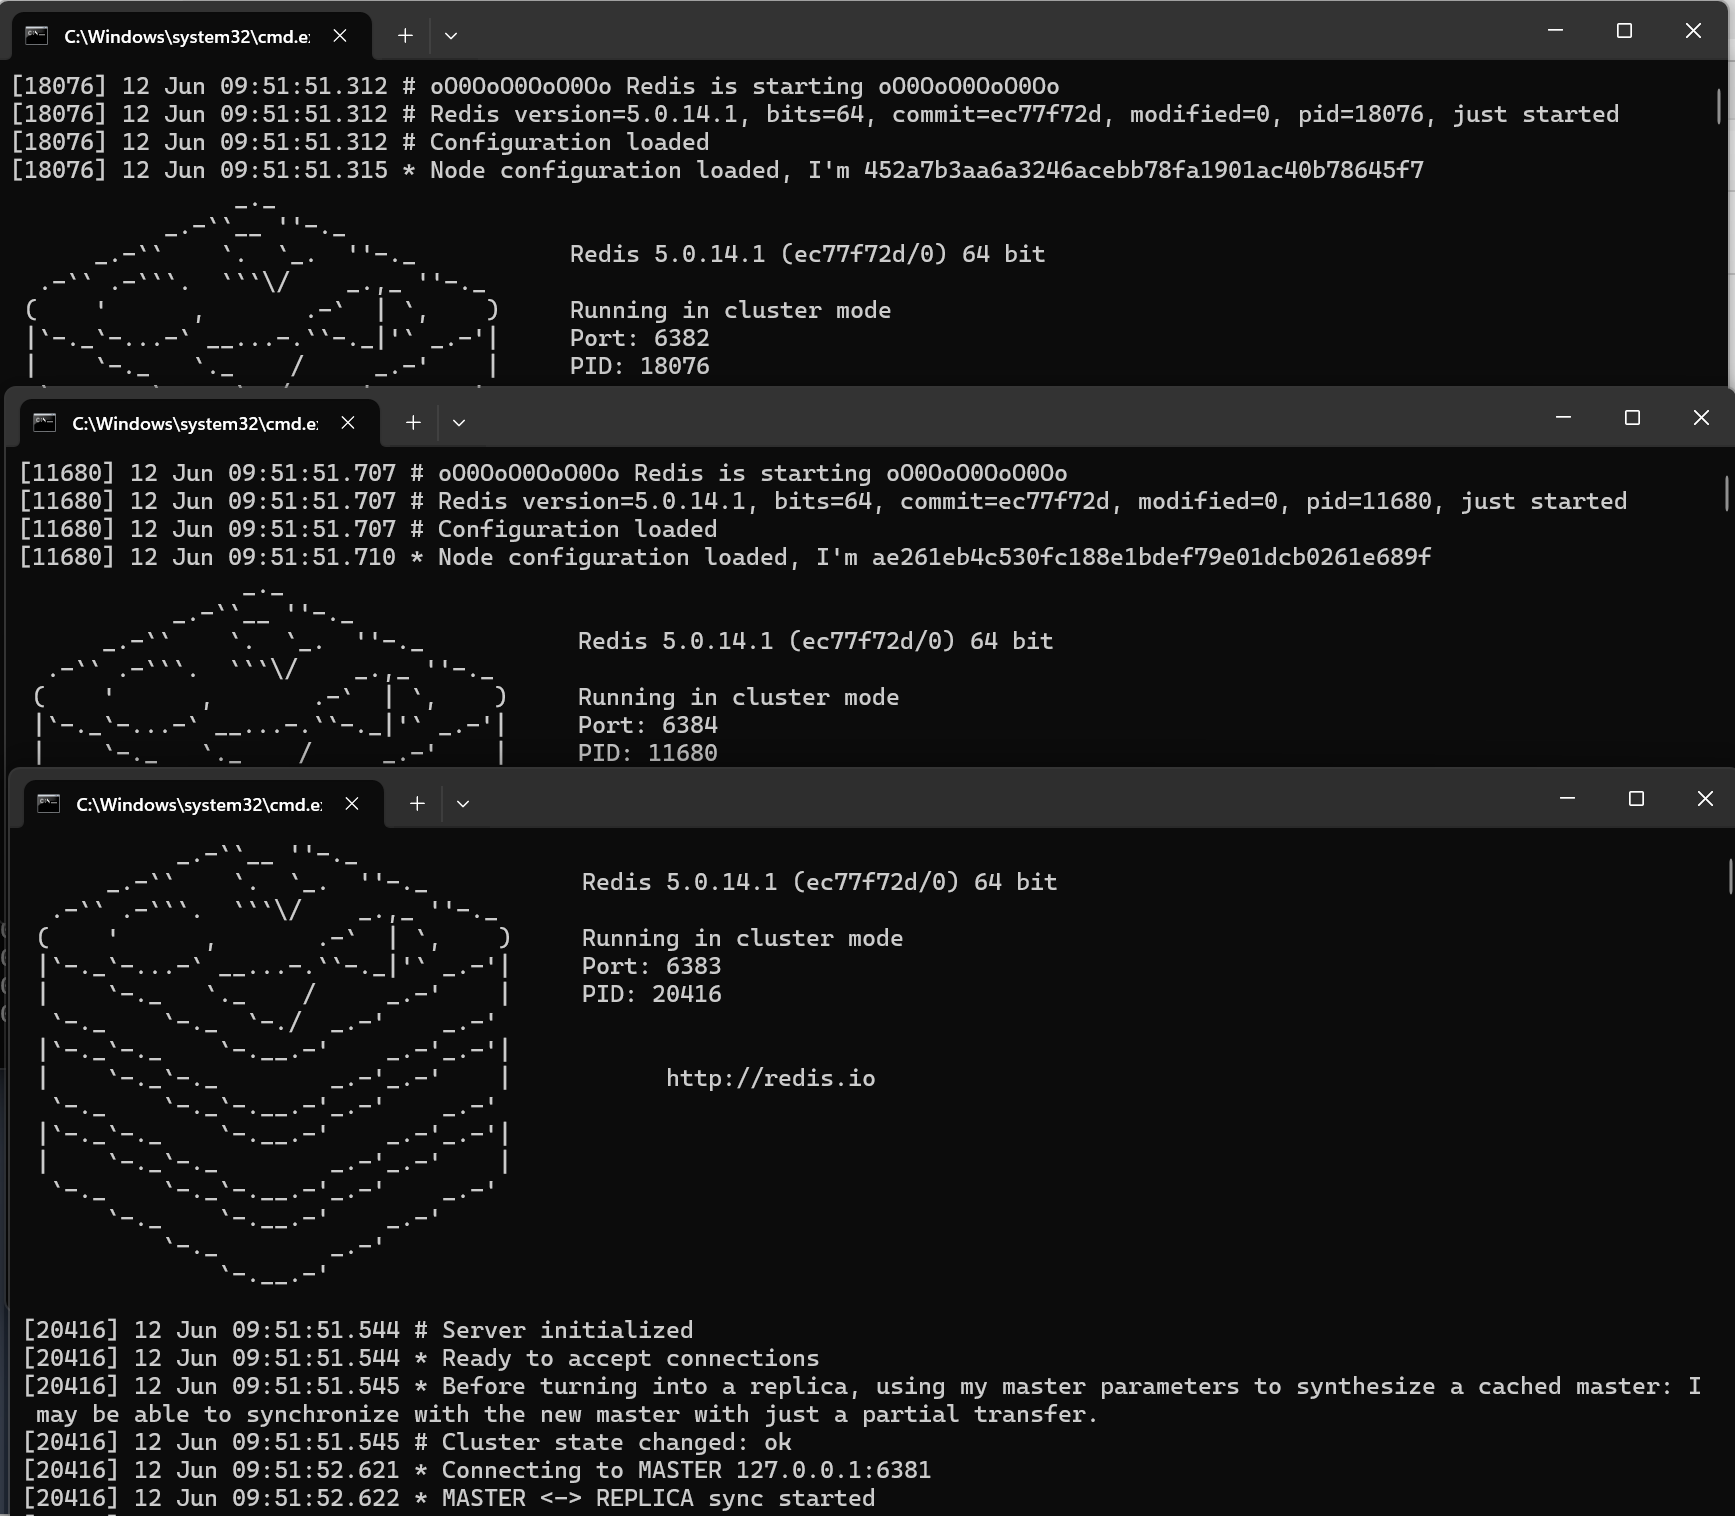 C:\Windows\system32\cmd.e
[18076] 12 Jun 09:51:51.312 # oO0OoO0OoO0Oo Redis is starting oO0OoO0OoO0Oo
[18076] 12 Jun 09:51:51.312 # Redis version=5.0.14.1, bits=64, commit=ec77f72d, modified=0, pid=18076, just started
[18076] 12 Jun 09:51:51.312 # Configuration loaded
[18076] 12 Jun 09:51:51.315 * Node configuration loaded, I'm 452a7b3aa6a3246acebb78fa1901ac40b78645f7
Redis 5.0.14.1 (ec77f72d/0) 64 bit
Running in cluster mode
Port: 6382
PID: 18076
C:\Windows\system32\cmd.e
[11680] 12 Jun 09:51:51.707 # oO0OoO0OoO0Oo Redis is starting oO0OoO0OoO0Oo
[11680] 12 Jun 09:51:51.707 # Redis version=5.0.14.1, bits=64, commit=ec77f72d, modified=0, pid=11680, just started
[11680] 12 Jun 09:51:51.707 # Configuration loaded
[11680] 12 Jun 09:51:51.710 * Node configuration loaded, I'm ae261eb4c530fc188e1bdef79e01dcb0261e689f
Redis 5.0.14.1 (ec77f72d/0) 64 bit
Running in cluster mode
Port: 6384
PID: 11680
C:\Windows\system32\cmd.e
Redis 5.0.14.1 (ec77f72d/0) 64 bit
Running in cluster mode
Port: 6383
PID: 20416
http://redis.io
[20416] 12 Jun 09:51:51.544 # Server initialized
[20416] 12 Jun 09:51:51.544 * Ready to accept connections
[20416] 12 Jun 09:51:51.545 * Before turning into a replica, using my master parameters to synthesize a cached master: I
may be able to synchronize with the new master with just a partial transfer.
[20416] 12 Jun 09:51:51.545 # Cluster state changed: ok
[20416] 12 Jun 09:51:52.621 * Connecting to MASTER 127.0.0.1:6381
[20416] 12 Jun 09:51:52.622 * MASTER <-> REPLICA sync started